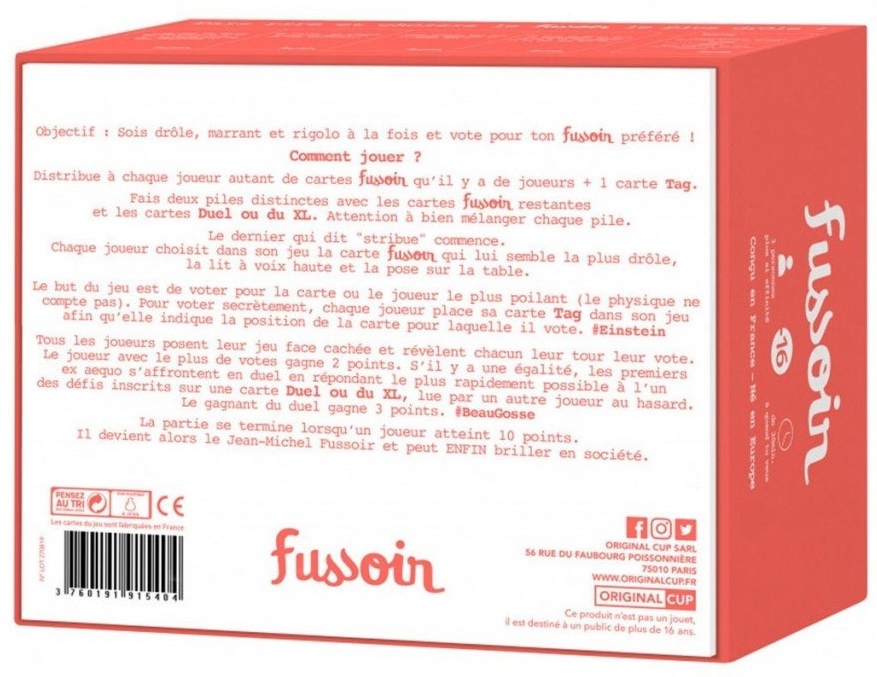 Objectif : Sois drôle, marrant et rigolo à la fois et vote pour ton fussoir préféré !
Comment jouer ?
Distribue à chaque joueur autant de cartes fussoir qu'il y a de joueurs + 1 carte Tag.
Fais deux piles distinctes avec les cartes fussoir restantes
et les cartes Duel ou du XL. Attention à bien mélanger chaque pile.
Le dernier qui dit "stribue" commence.
Chaque joueur choisit dans son jeu la carte fussoir qui lui semble la plus drôle,
la lit à voix haute et la pose sur la table.
Le but du jeu est de voter pour la carte ou le joueur le plus poilant (le physique ne
compte pas). Pour voter secrètement, chaque joueur place sa carte Tag dans son jeu
afin qu'elle indique la position de la carte pour laquelle il vote. #Einstein
Tous les joueurs posent leur jeu face cachée et révèlent chacun leur tour leur vote.
Le joueur avec le plus de votes gagne 2 points. S'il y a une égalité, les premiers
ex aequo s'affrontent en duel en répondant le plus rapidement possible à l'un
des défis inscrits sur une carte Duel ou du XL, lue par un autre joueur au hasard.
Le gagnant du duel gagne 3 points. #BeauGosse
La partie se termine lorsqu'un joueur atteint 10 points.
Il devient alors le Jean-Michel Fussoir et peut ENFIN briller en société.
PENSEZ
AU TRI
CE
Les cartes du jeu sont fabriquées en France
3 760191 915404
fussoir
ORIGINAL CUP SARL
56 RUE DU FAUBOURG POISSONNIÈRE
75010 PARIS
WWW.ORIGINALCUP.FR
ORIGINAL CUP
Ce produit n'est pas un jouet,
il est destiné à un public de plus de 16 ans.
fussoir
3 personnes
plus et affinité
-16
de 20min.
Conçu en France - Né en Europe